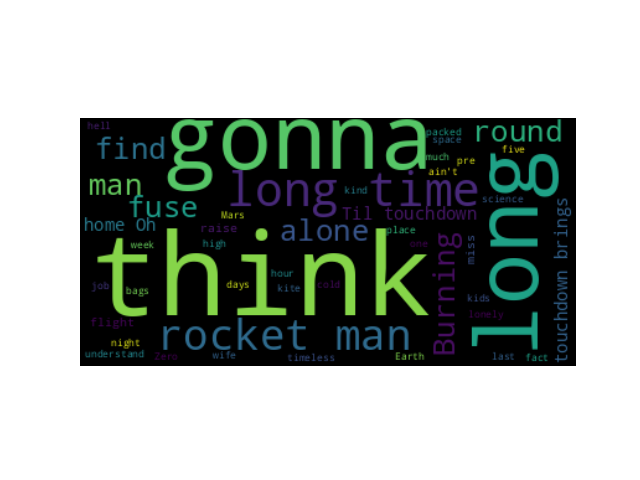 hell
gonna
packed
space
round
find
much
pre
five
ain't
man
long time
kind
long
fuse
Mars
Til touchdown
science
home Oh
raise
alone
place
touchdown brings
week
high
think
one
Burning
miss
job
bags
days
hour
kite
cold
kids
flight
rocket man
lonely
night
understand
Zero
wife
timeless
Earth
last
fact